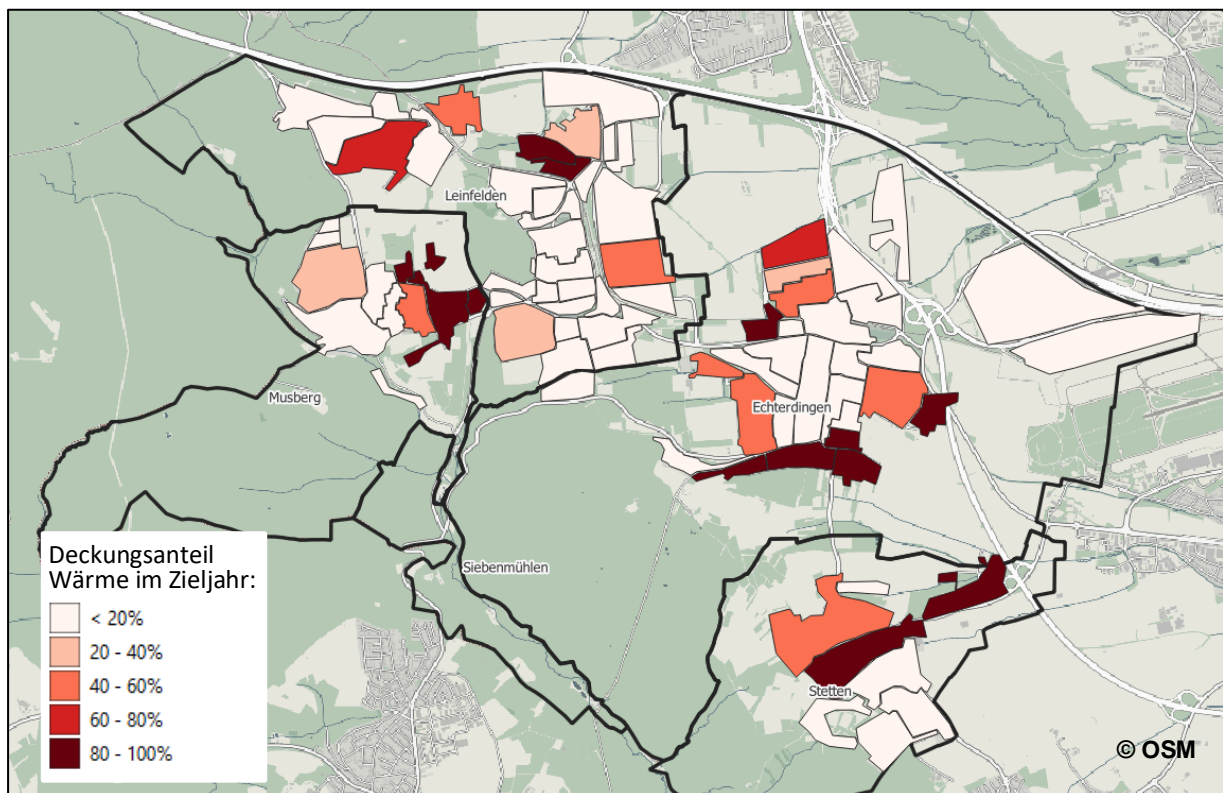 Leinfelden
Musberg
Echterdingen
Siebenmühlen
Stetten
Deckungsanteil
Wärme im Zieljahr:
< 20%
20 - 40%
40 - 60%
60 - 80%
80 - 100%
© OSM